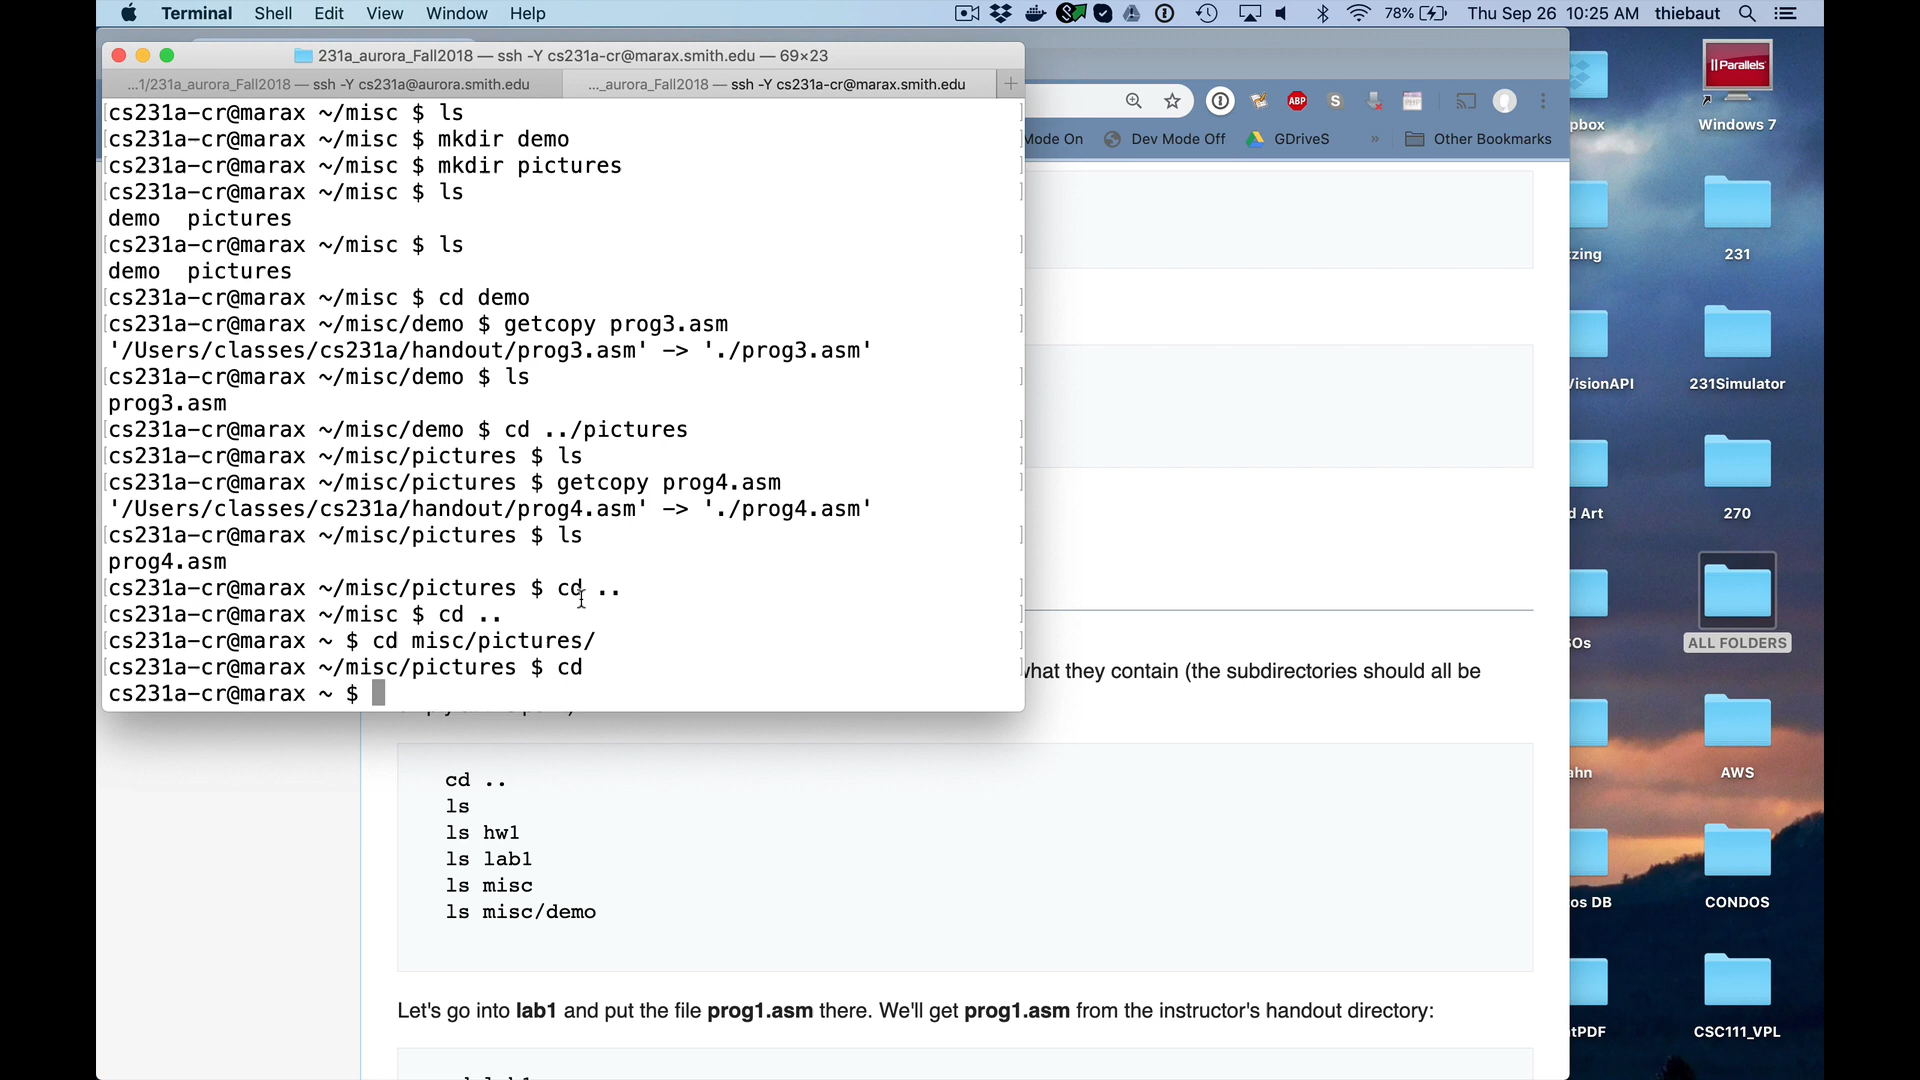 Terminal Shell Edit View Window Help 78% Thu Sep 26 10:25 AM thiebaut
231a_aurora_Fall2018 — ssh -Y cs231a-cr@marax.smith.edu — 69×23
...1/231a_aurora_Fall2018 — ssh -Y cs231a@aurora.smith.edu ..._aurora_Fall2018 — ssh -Y cs231a-cr@marax.smith.edu +
cs231a-cr@marax ~/misc $ ls
cs231a-cr@marax ~/misc $ mkdir demo
cs231a-cr@marax ~/misc $ mkdir pictures
cs231a-cr@marax ~/misc $ ls
demo pictures
cs231a-cr@marax ~/misc $ ls
demo pictures
cs231a-cr@marax ~/misc $ cd demo
cs231a-cr@marax ~/misc/demo $ getcopy prog3.asm
'/Users/classes/cs231a/handout/prog3.asm' -> './prog3.asm'
cs231a-cr@marax ~/misc/demo $ ls
prog3.asm
cs231a-cr@marax ~/misc/demo $ cd ../pictures
cs231a-cr@marax ~/misc/pictures $ ls
cs231a-cr@marax ~/misc/pictures $ getcopy prog4.asm
'/Users/classes/cs231a/handout/prog4.asm' -> './prog4.asm'
cs231a-cr@marax ~/misc/pictures $ ls
prog4.asm
cs231a-cr@marax ~/misc/pictures $ cd ..
cs231a-cr@marax ~/misc $ cd ..
cs231a-cr@marax ~ $ cd misc/pictures/
cs231a-cr@marax ~/misc/pictures $ cd
cs231a-cr@marax ~ $
ABP S PHP
Mode On Dev Mode Off GDriveS » Other Bookmarks
what they contain (the subdirectories should all be
cd ..
ls
ls hw1
ls lab1
ls misc
ls misc/demo
Let's go into lab1 and put the file prog1.asm there. We'll get prog1.asm from the instructor's handout directory:
|| Parallels
pbox Windows 7
tzing 231
VisionAPI 231Simulator
d Art 270
SOs ALL FOLDERS
ahn AWS
os DB CONDOS
tPDF CSC111_VPL